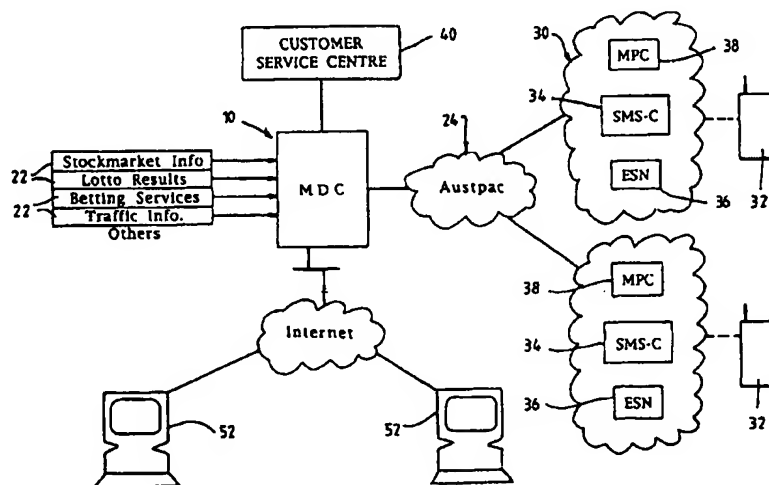 CUSTOMER
SERVICE CENTRE
40
30
MPC
38
34
SMS-C
ESN
36
32
10
MDC
24
Austpac
22
22
Stockmarket Info
Lotto Results
Betting Services
Traffic Info.
Others
Internet
52
52
38
MPC
34
SMS-C
36
ESN
32